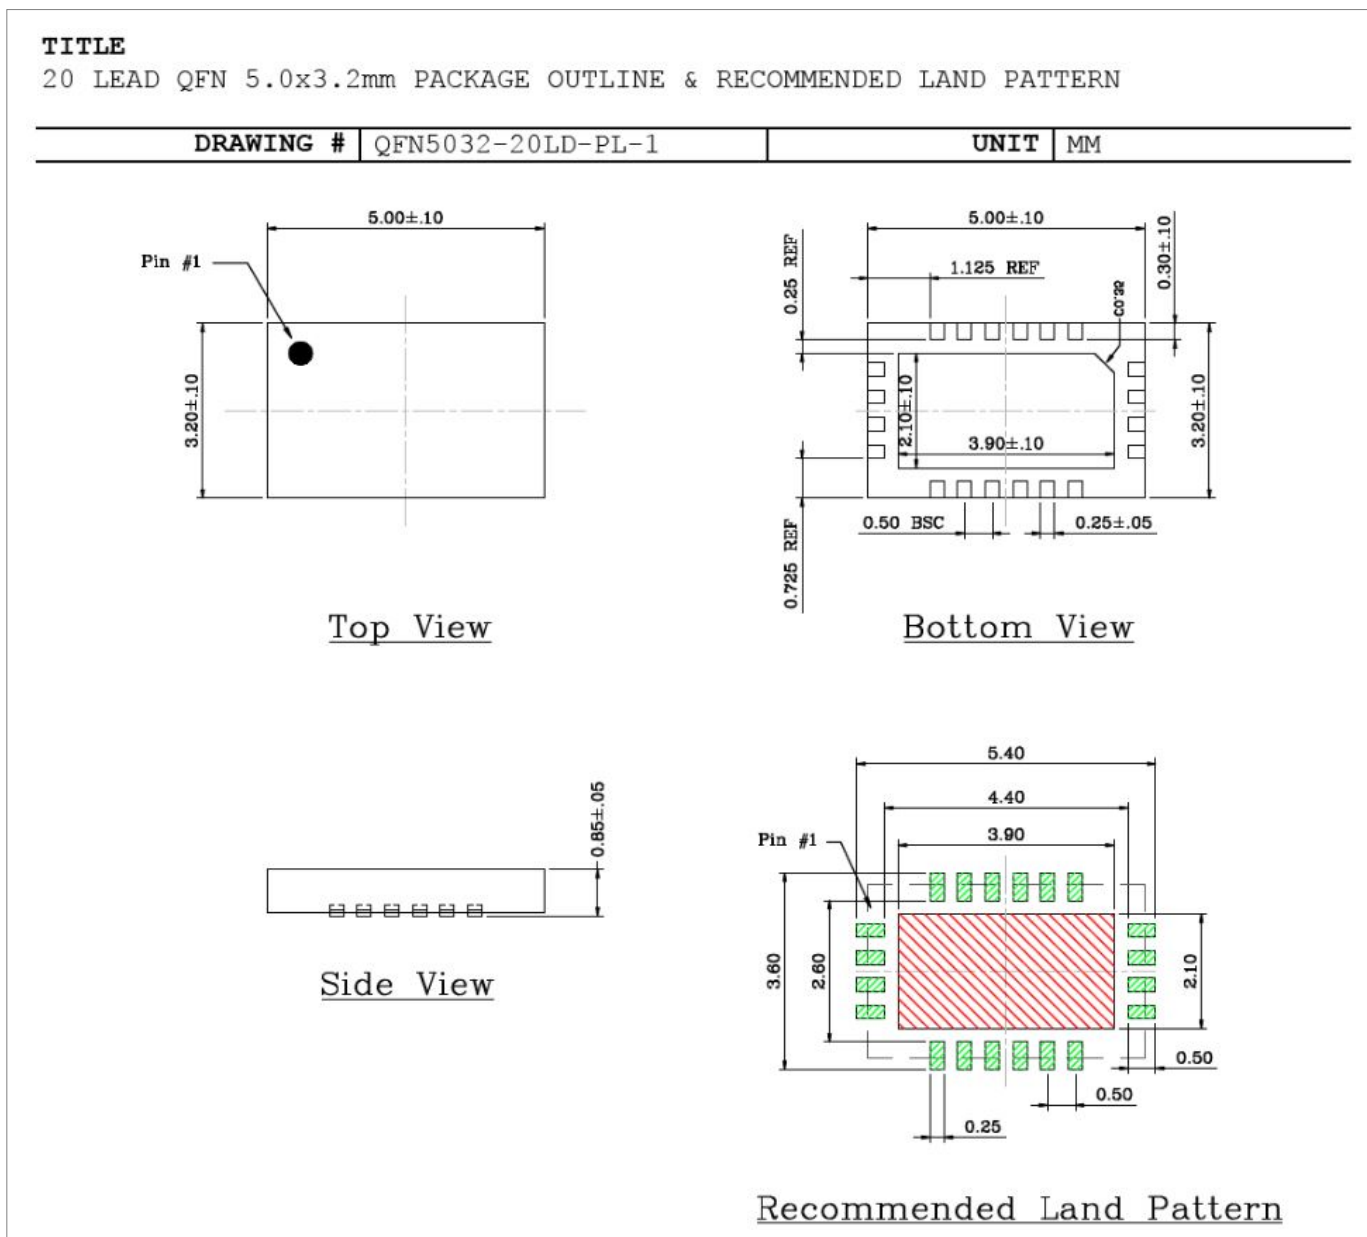 TITLE
20 LEAD QFN 5.0x3.2mm PACKAGE OUTLINE & RECOMMENDED LAND PATTERN
DRAWING # QFN5032-20LD-PL-1 UNIT MM
5.00±.10
Pin #1
3.20±.10
Top View
5.00±.10
0.25 REF
1.125 REF
0.30±.10
C0.35
2.10±.10
3.90±.10
3.20±.10
0.50 BSC
0.25±.05
0.725 REF
Bottom View
0.85±.05
Side View
5.40
4.40
Pin #1
3.90
3.60
2.60
2.10
0.50
0.50
0.25
Recommended Land Pattern